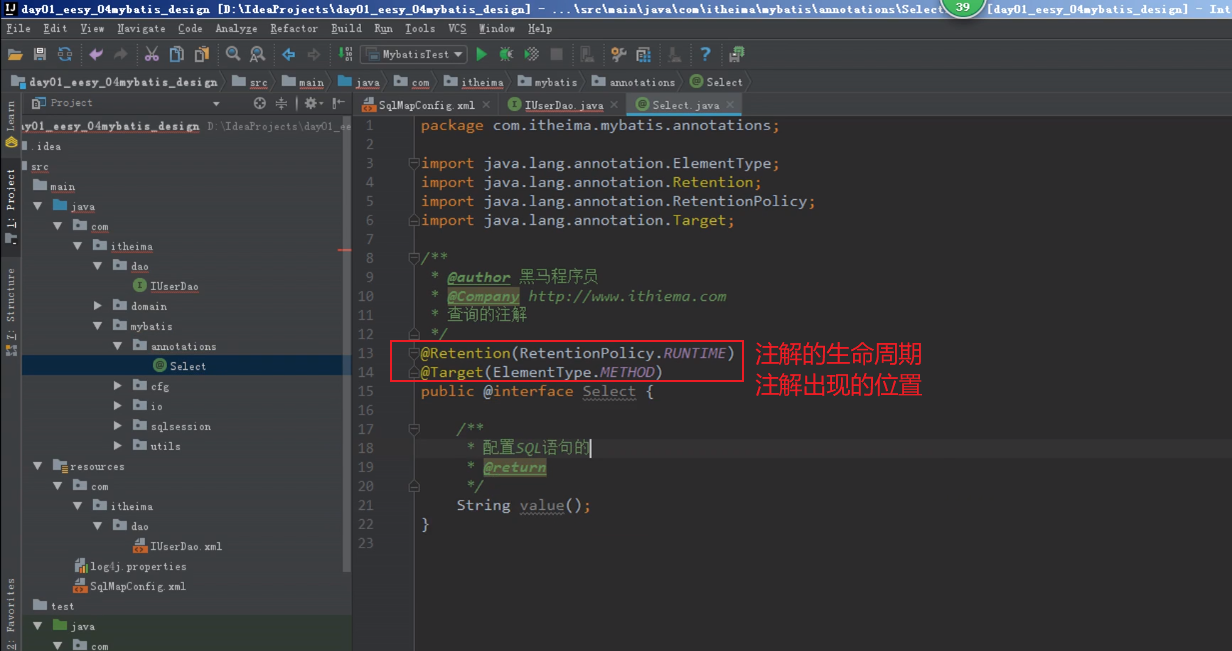 day01_eesy_04mybatis_design [D:\IdeaProjects\day01_eesy_04mybatis_design] - ...\src\main\java\com\itheima\mybatis\annotations\Select
39
[day01_eesy_04mybatis_design] - Int
File Edit View Navigate Code Analyze Refactor Build Run Tools VCS Window Help
MybatisTest
day01_eesy_04mybatis_design src main java com itheima mybatis annotations Select
Learn
1: Project
7: Structure
2: Favorites
Project
day01_eesy_04mybatis_design D:\IdeaProjects\day01_ee
.idea
src
main
java
com
itheima
dao
IUserDao
domain
mybatis
annotations
Select
cfg
io
sqlsession
utils
resources
com
itheima
dao
IUserDao.xml
log4j.properties
SqlMapConfig.xml
test
java
com
SqlMapConfig.xml IUserDao.java Select.java
1 package com.itheima.mybatis.annotations;
2
3 import java.lang.annotation.ElementType;
4 import java.lang.annotation.Retention;
5 import java.lang.annotation.RetentionPolicy;
6 import java.lang.annotation.Target;
7
8 /**
9 * @author 黑马程序员
10 * @Company http://www.ithiema.com
11 * 查询的注解
12 */
13 @Retention(RetentionPolicy.RUNTIME) 注解的生命周期
14 @Target(ElementType.METHOD) 注解出现的位置
15 public @interface Select {
16
17 /**
18 * 配置SQL语句的
19 * @return
20 */
21 String value();
22 }
23